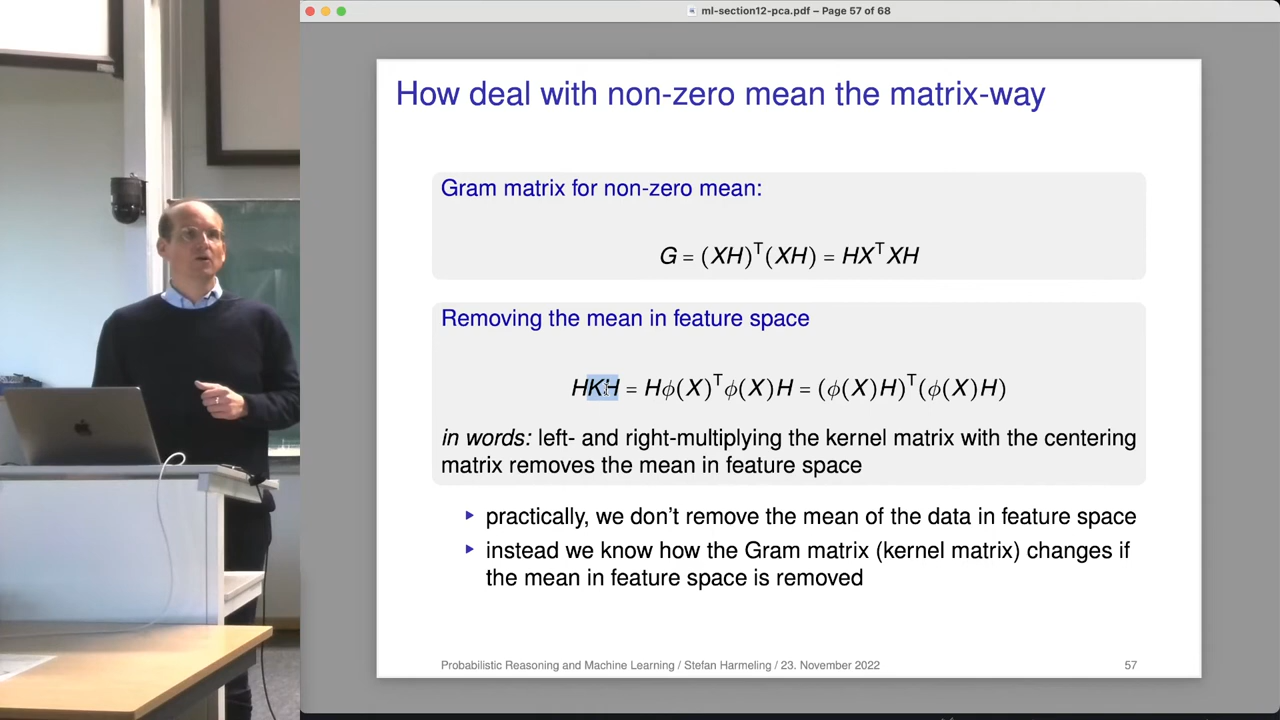 ml-section12-pca.pdf – Page 57 of 68
How deal with non-zero mean the matrix-way
Gram matrix for non-zero mean:
G = (XH)ᵀ(XH) = HXᵀXH
Removing the mean in feature space
HKH = Hϕ(X)ᵀϕ(X)H = (ϕ(X)H)ᵀ(ϕ(X)H)
in words: left- and right-multiplying the kernel matrix with the centering
matrix removes the mean in feature space
▸ practically, we don't remove the mean of the data in feature space
▸ instead we know how the Gram matrix (kernel matrix) changes if
the mean in feature space is removed
Probabilistic Reasoning and Machine Learning / Stefan Harmeling / 23. November 2022 57